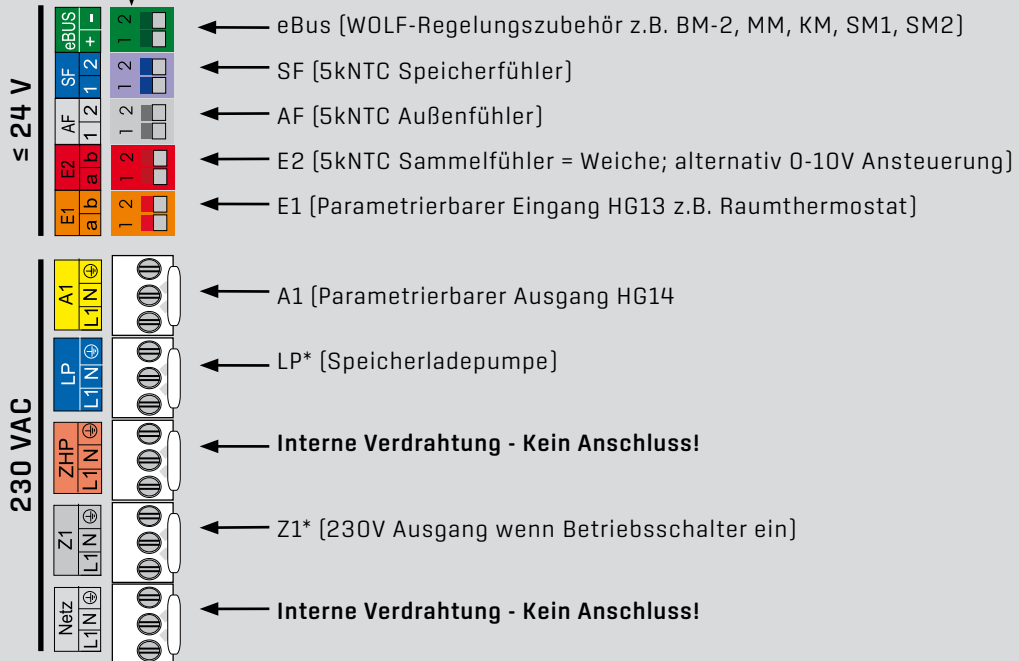 ≤ 24 V
eBUS + - 1 2 eBus (WOLF-Regelungszubehör z.B. BM-2, MM, KM, SM1, SM2)
SF 1 2 1 2 SF (5kNTC Speicherfühler)
AF 1 2 1 2 AF (5kNTC Außenfühler)
E2 a b 1 2 E2 (5kNTC Sammelfühler = Weiche; alternativ 0-10V Ansteuerung)
E1 a b 1 2 E1 (Parametrierbarer Eingang HG13 z.B. Raumthermostat)
230 VAC
A1 L1 N ⏚ A1 (Parametrierbarer Ausgang HG14
LP L1 N ⏚ LP* (Speicherladepumpe)
ZHP L1 N ⏚ Interne Verdrahtung - Kein Anschluss!
Z1 L1 N ⏚ Z1* (230V Ausgang wenn Betriebsschalter ein)
Netz L1 N ⏚ Interne Verdrahtung - Kein Anschluss!